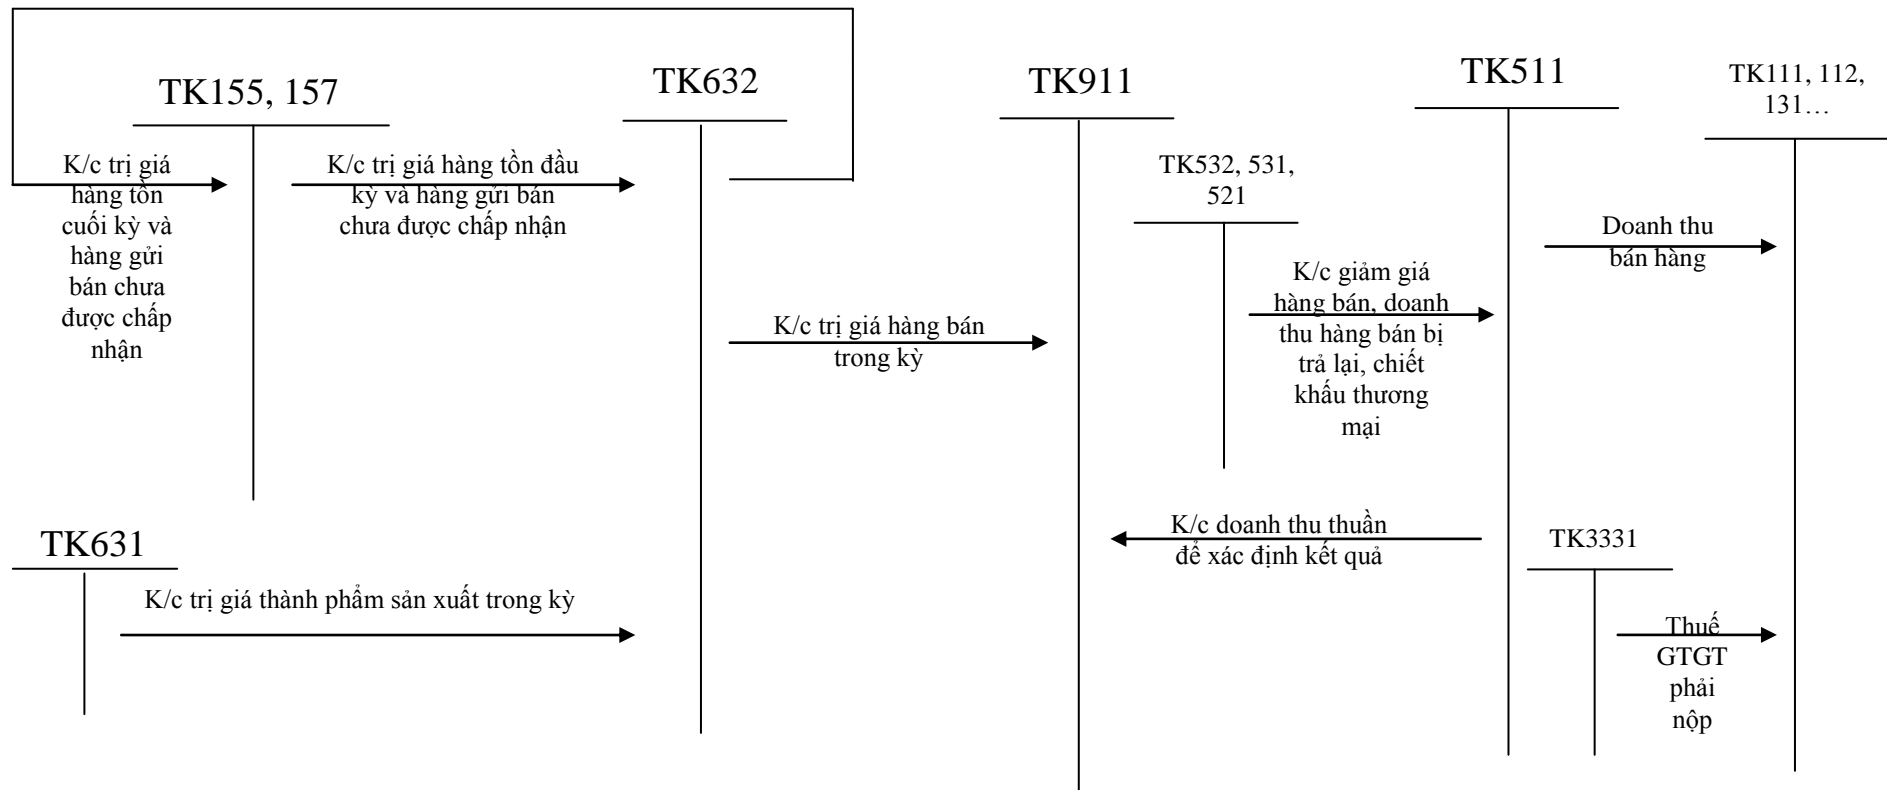 TK155, 157
TK632
TK911
TK511
TK111, 112,
131…
K/c trị giá
hàng tồn
cuối kỳ và
hàng gửi
bán chưa
được chấp
nhận
K/c trị giá hàng tồn đầu
kỳ và hàng gửi bán
chưa được chấp nhận
TK532, 531,
521
Doanh thu
bán hàng
K/c giảm giá
hàng bán, doanh
thu hàng bán bị
trả lại, chiết
khấu thương
mại
K/c trị giá hàng bán
trong kỳ
TK631
K/c trị giá thành phẩm sản xuất trong kỳ
K/c doanh thu thuần
để xác định kết quả
TK3331
Thuế
GTGT
phải
nộp